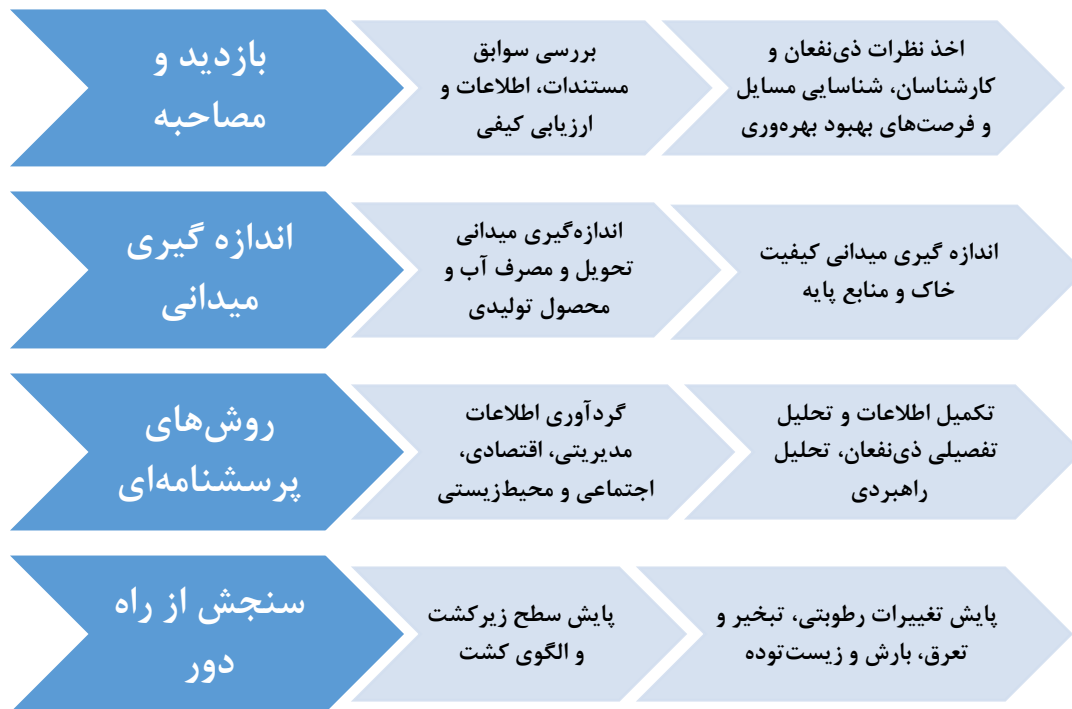 بازدید و
مصاحبه
بررسی سوابق
مستندات، اطلاعات و
ارزیابی کیفی
اخذ نظرات ذی‌نفعان و
کارشناسان، شناسایی مسایل
و فرصت‌های بهبود بهره‌وری
اندازه گیری
میدانی
اندازه‌گیری میدانی
تحویل و مصرف آب و
محصول تولیدی
اندازه گیری میدانی کیفیت
خاک و منابع پایه
روش‌های
پرسشنامه‌ای
گردآوری اطلاعات
مدیریتی، اقتصادی،
اجتماعی و محیط‌زیستی
تکمیل اطلاعات و تحلیل
تفصیلی ذی‌نفعان، تحلیل
راهبردی
سنجش از راه
دور
پایش سطح زیرکشت
و الگوی کشت
پایش تغییرات رطوبتی، تبخیر و
تعرق، بارش و زیست‌توده